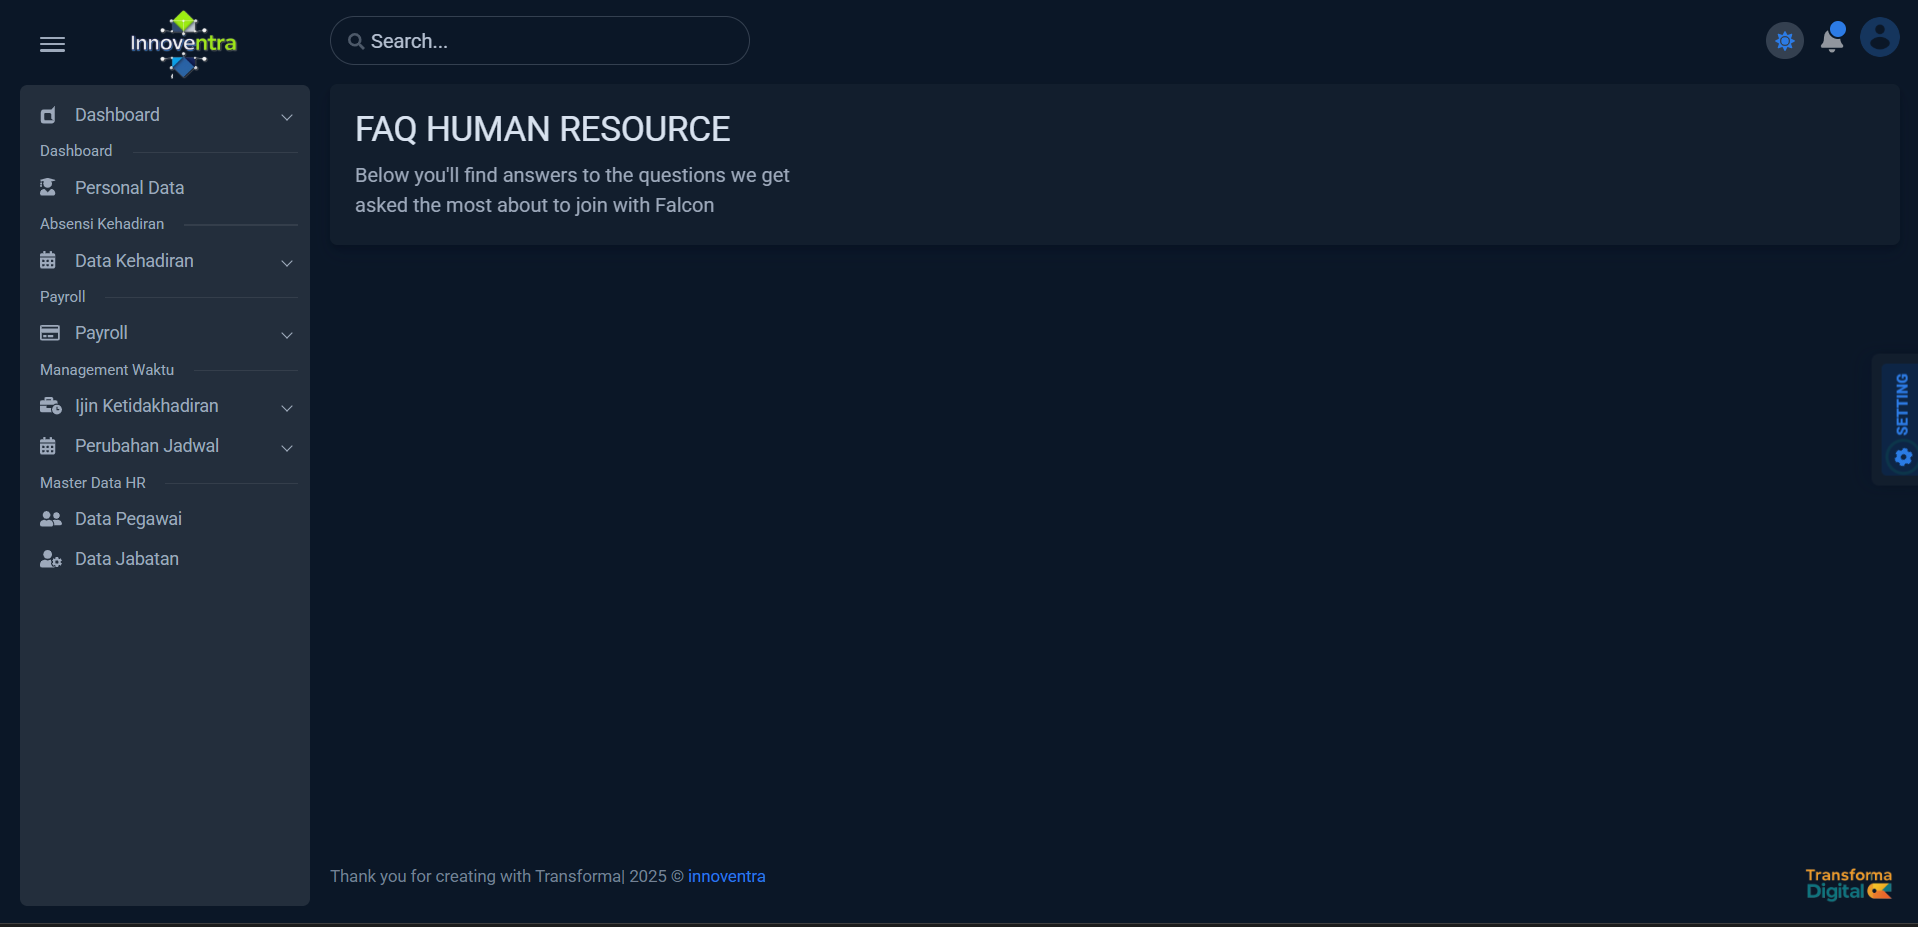 Innoventra
Search...
Dashboard
Dashboard
Personal Data
Absensi Kehadiran
Data Kehadiran
Payroll
Payroll
Management Waktu
Ijin Ketidakhadiran
Perubahan Jadwal
Master Data HR
Data Pegawai
Data Jabatan
FAQ HUMAN RESOURCE
Below you'll find answers to the questions we get
asked the most about to join with Falcon
SETTING
Thank you for creating with Transforma| 2025 © innoventra
Transforma
Digital